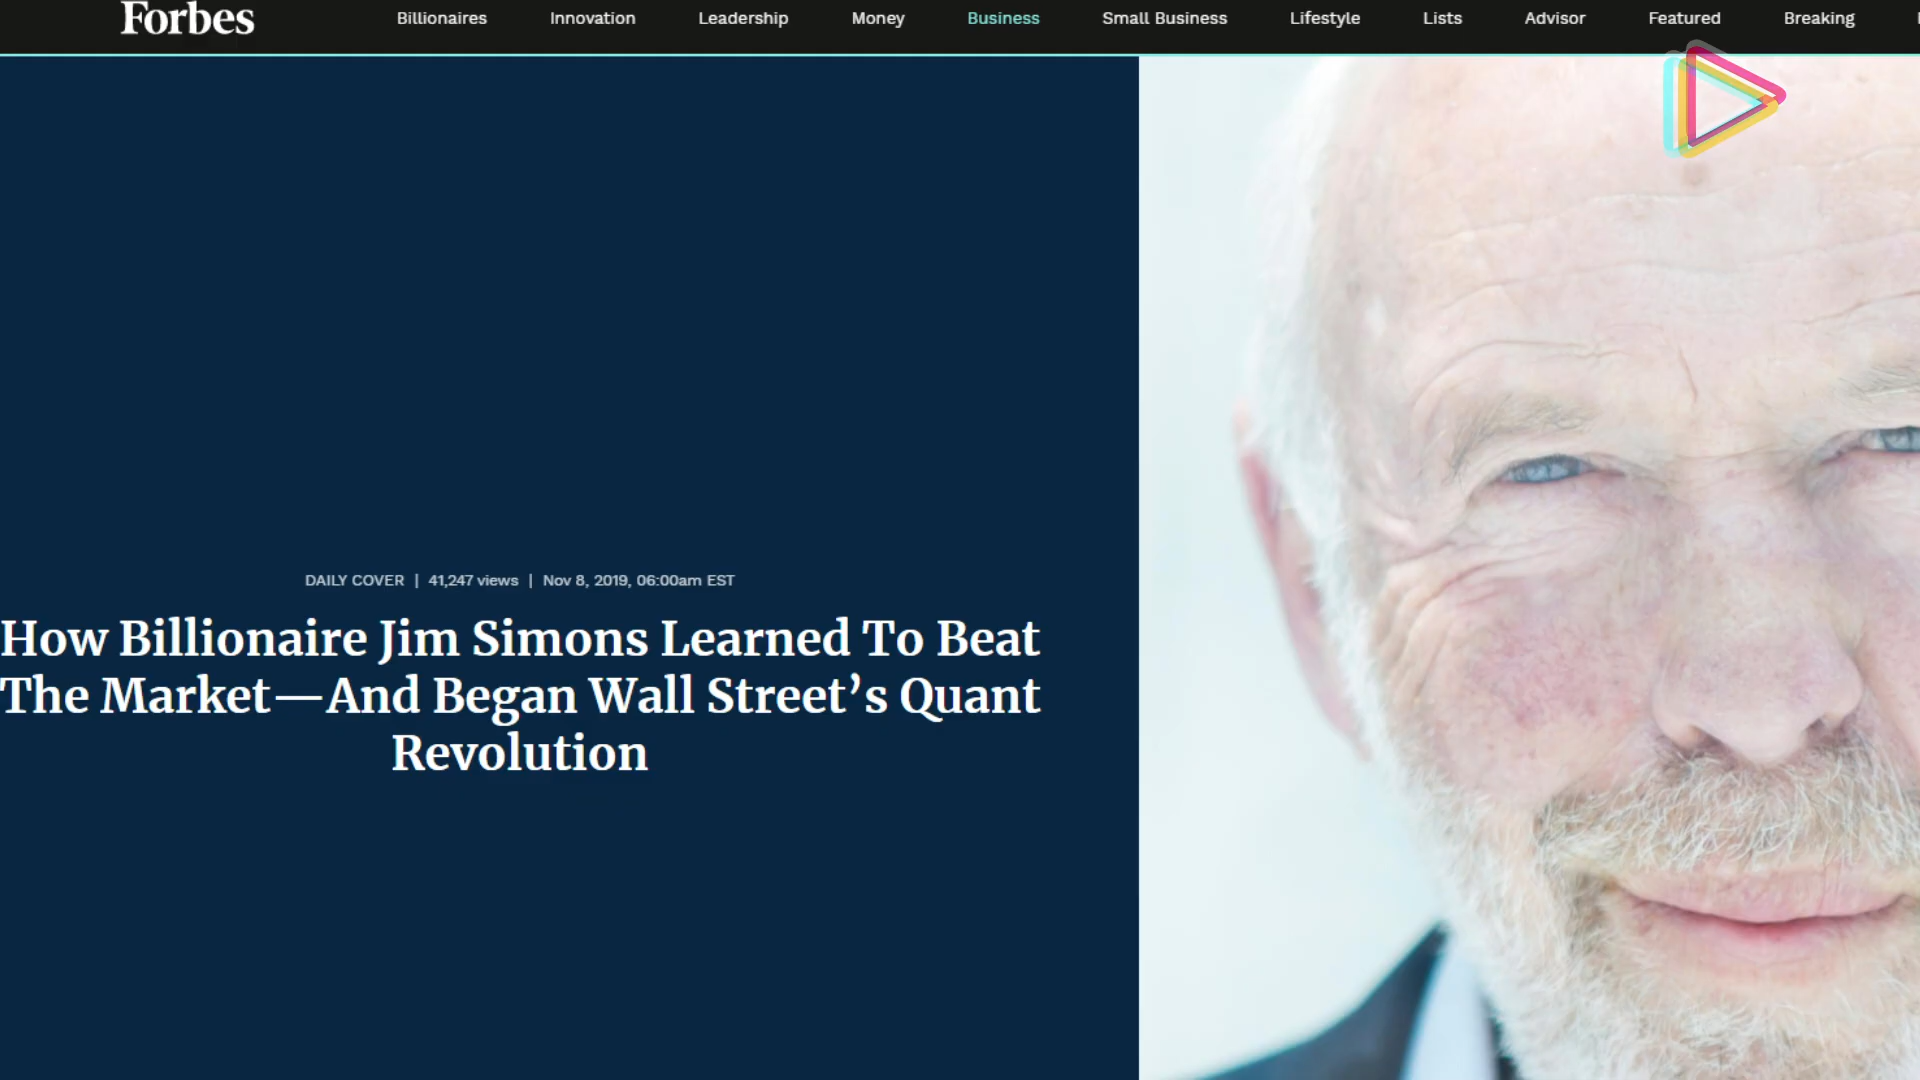 Forbes
Billionaires Innovation Leadership Money Business Small Business Lifestyle Lists Advisor Featured Breaking
DAILY COVER | 41,247 views | Nov 8, 2019, 06:00am EST
How Billionaire Jim Simons Learned To Beat
The Market—And Began Wall Street’s Quant
Revolution